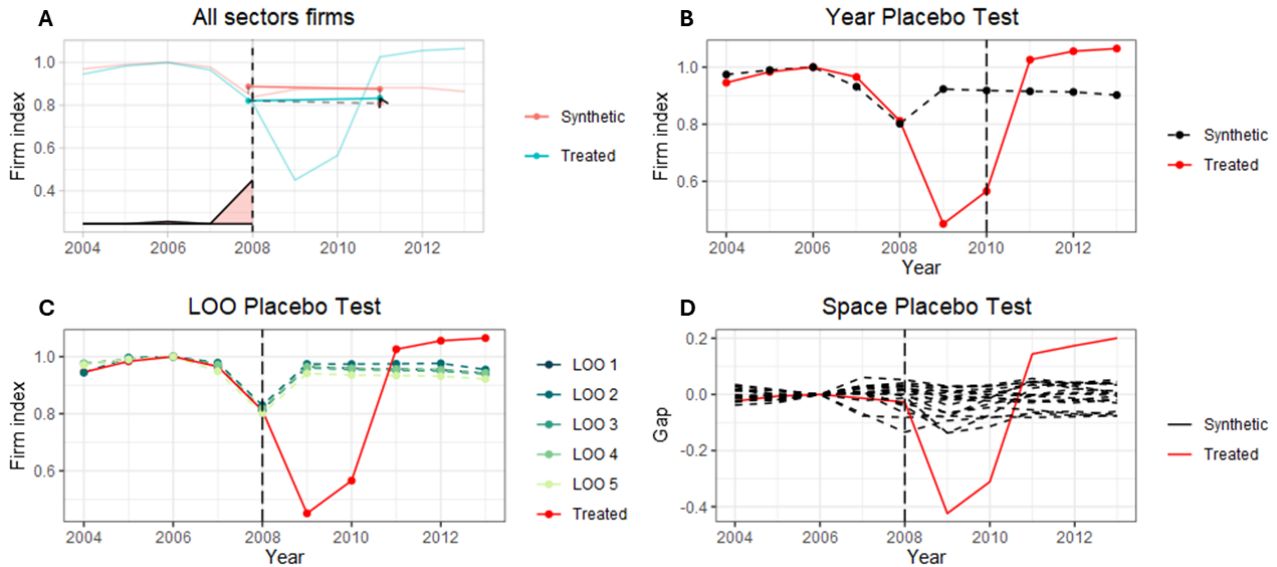 A
All sectors firms
Firm index
1.0
0.8
0.6
0.4
2004 2006 2008 2010 2012
Synthetic
Treated
B
Year Placebo Test
Firm index
1.0
0.8
0.6
2004 2006 2008 2010 2012
Year
Synthetic
Treated
C
LOO Placebo Test
Firm index
1.0
0.8
0.6
2004 2006 2008 2010 2012
Year
LOO 1
LOO 2
LOO 3
LOO 4
LOO 5
Treated
D
Space Placebo Test
Gap
0.2
0.0
-0.2
-0.4
2004 2006 2008 2010 2012
Year
Synthetic
Treated